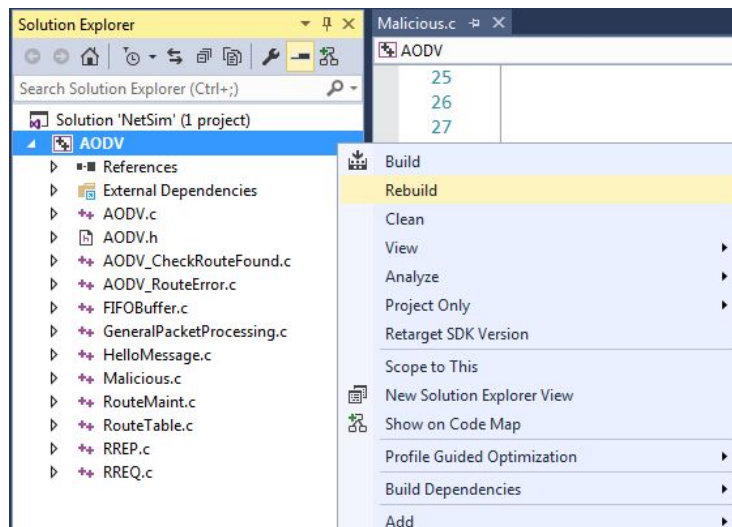 Solution Explorer
Search Solution Explorer (Ctrl+;)
Solution 'NetSim' (1 project)
AODV
References
External Dependencies
AODV.c
AODV.h
AODV_CheckRouteFound.c
AODV_RouteError.c
FIFOBuffer.c
GeneralPacketProcessing.c
HelloMessage.c
Malicious.c
RouteMaint.c
RouteTable.c
RREP.c
RREQ.c
Malicious.c
AODV
25
26
27
Build
Rebuild
Clean
View
Analyze
Project Only
Retarget SDK Version
Scope to This
New Solution Explorer View
Show on Code Map
Profile Guided Optimization
Build Dependencies
Add